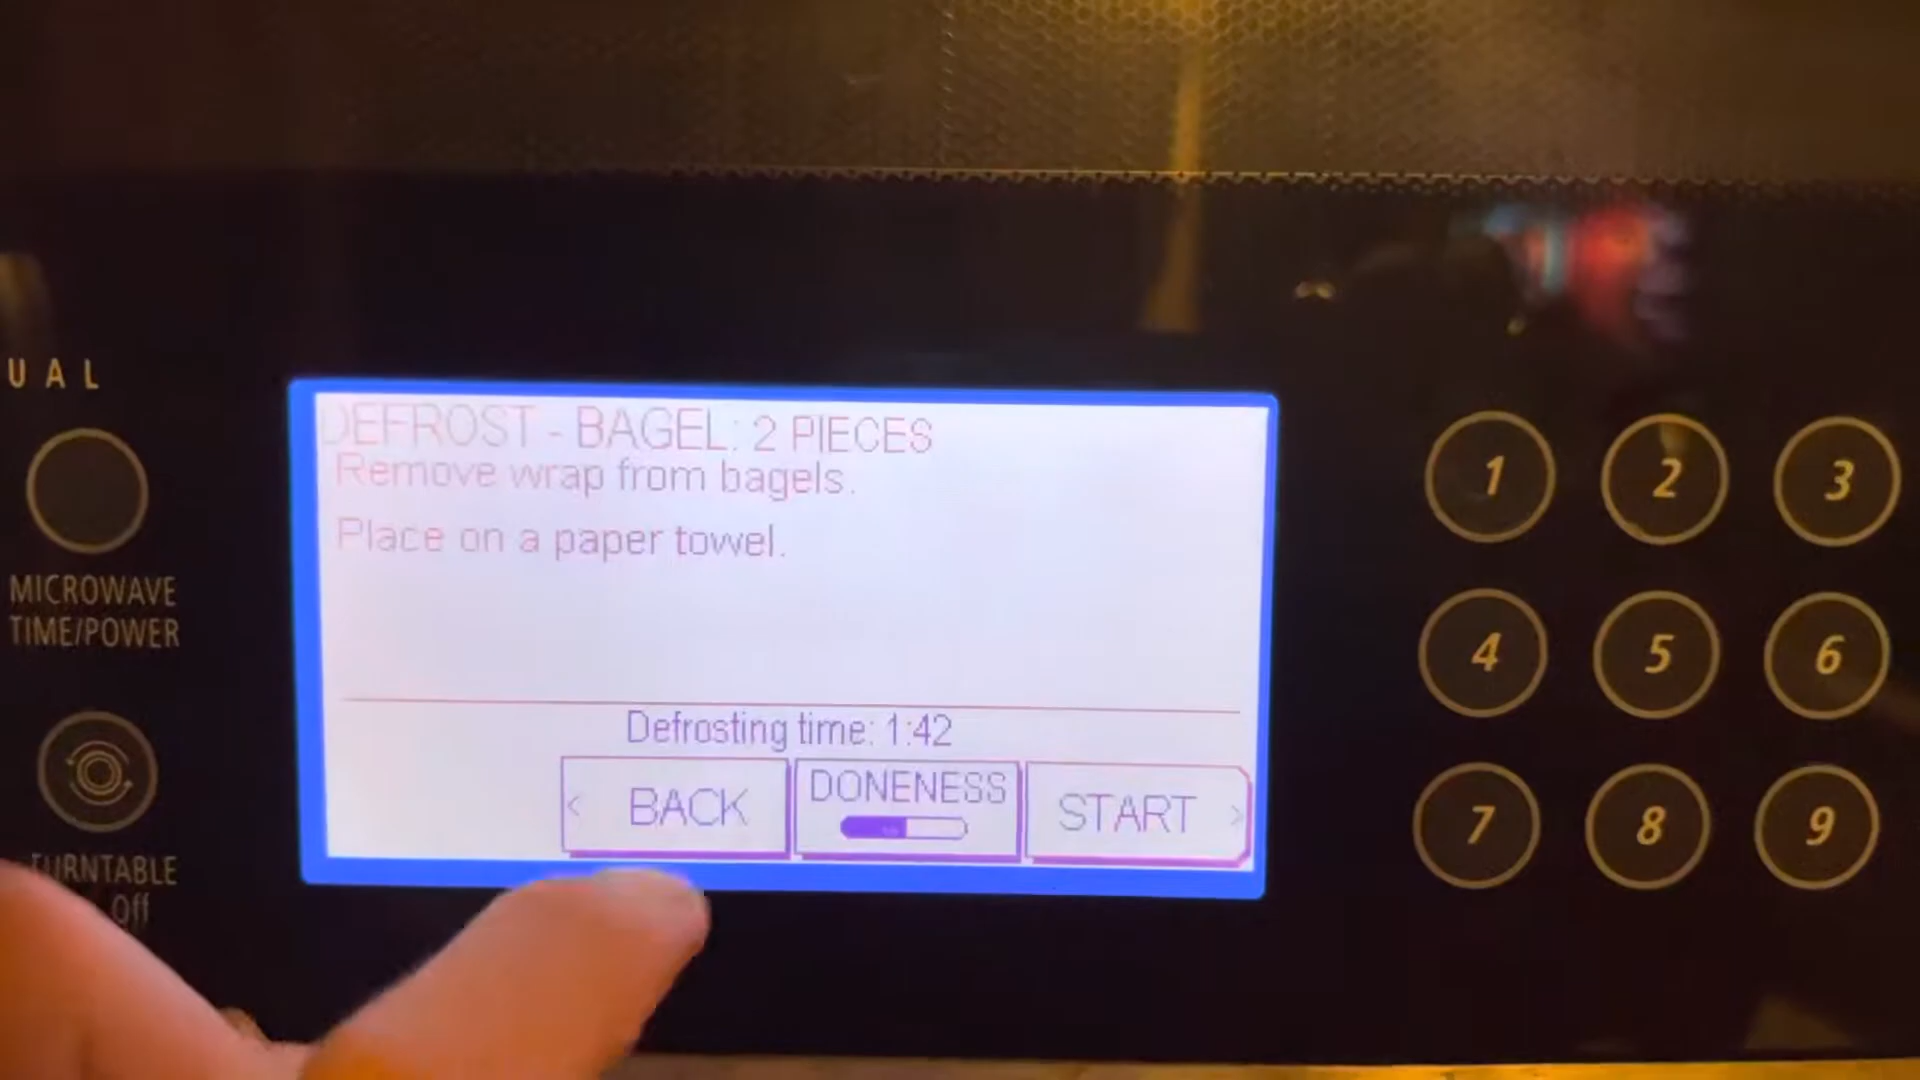 UAL
MICROWAVE
TIME/POWER
TURNTABLE
Off
DEFROST - BAGEL: 2 PIECES
Remove wrap from bagels.
Place on a paper towel.
Defrosting time: 1:42
< BACK
DONENESS
START >
1 2 3
4 5 6
7 8 9